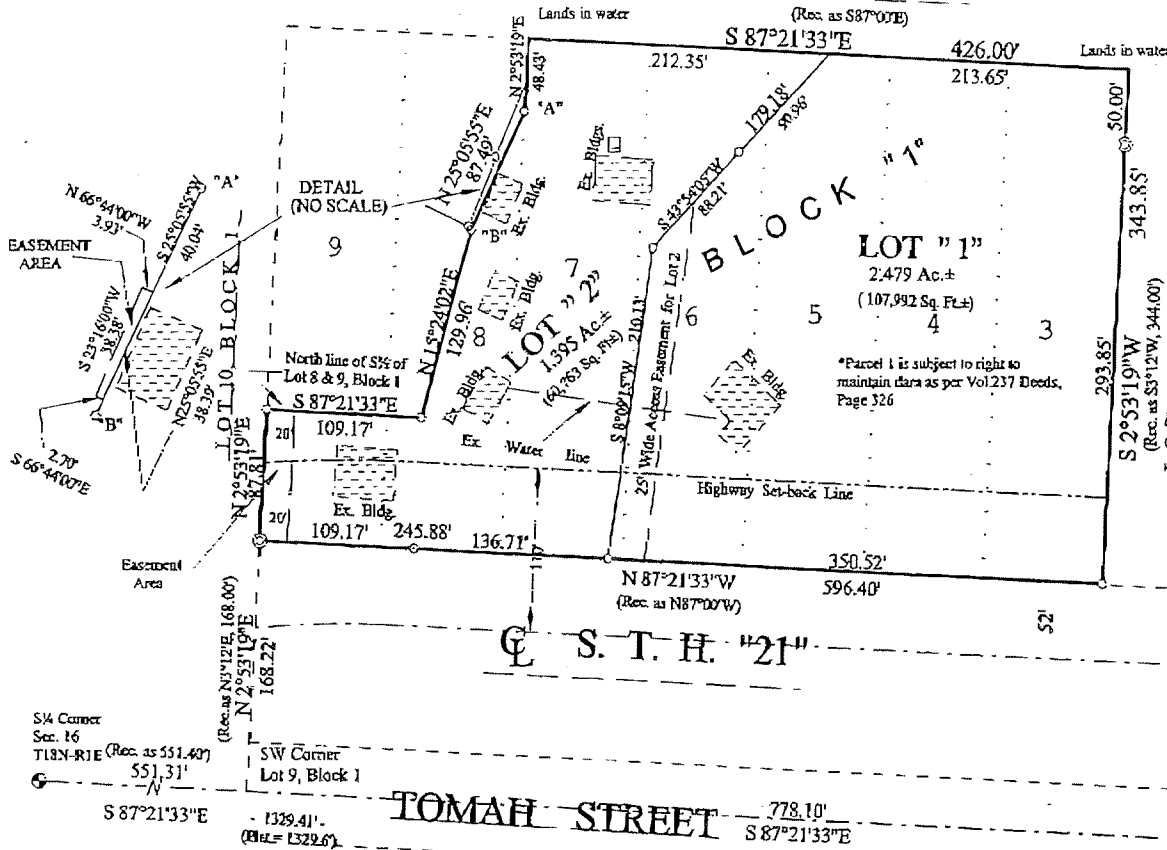 Lands in water
(Rec. as S87°00'E)
S 87°21'33"E
426.00'
Lands in water
212.35'
213.65'
N 2°53'19"E
48.43'
"A"
N 25°05'55"E
87.49'
179.18'
90.96'
50.00'
343.85'
Ex. Bldgs.
BLOCK "1"
S 43°54'05"W
88.21'
DETAIL
(NO SCALE)
"A"
N 66°44'00"W
3.93'
S 25°05'55"W
40.04'
EASEMENT
AREA
9
Ex. Bldg.
"B"
7
LOT "1"
2.479 Ac.±
(107,992 Sq. Ft.±)
S 23°16'00"W
38.38'
LOT 10 BLOCK 1
N 15°24'02"E
129.96'
8
Ex. Bldg.
LOT "2"
1.395 Ac.±
(60,763 Sq. Ft.±)
210.13'
S 8°09'15"W
25' Wide Access Easement for Lot 2
6
5
4
3
N25°05'55"E
38.39'
"B"
2.70'
S 66°44'00"E
North line of S½ of
Lot 8 & 9, Block 1
S 87°21'33"E
109.17'
Ex. Bldg.
Ex. Bldg.
*Parcel 1 is subject to right to
maintain dam as per Vol.237 Deeds,
Page 326
293.85'
S 2°53'19"W
(Rec. as S3°12'W, 344.00')
N 2°53'19"E
87.81'
20'
20'
Ex. Water line
Highway Set-back Line
Ex. Bldg.
109.17'
245.88'
136.71'
350.52'
N 87°21'33"W
596.40'
(Rec. as N87°00'W)
Easement
Area
52'
(Rec. as N3°12'E, 168.00')
N 2°53'19"E
168.22'
℄ S. T. H. "21"
S¼ Corner
Sec. 16
T18N-R1E
(Rec. as 551.40')
551.31'
SW Corner
Lot 9, Block 1
S 87°21'33"E
1329.41'
TOMAH STREET
778.10'
S 87°21'33"E